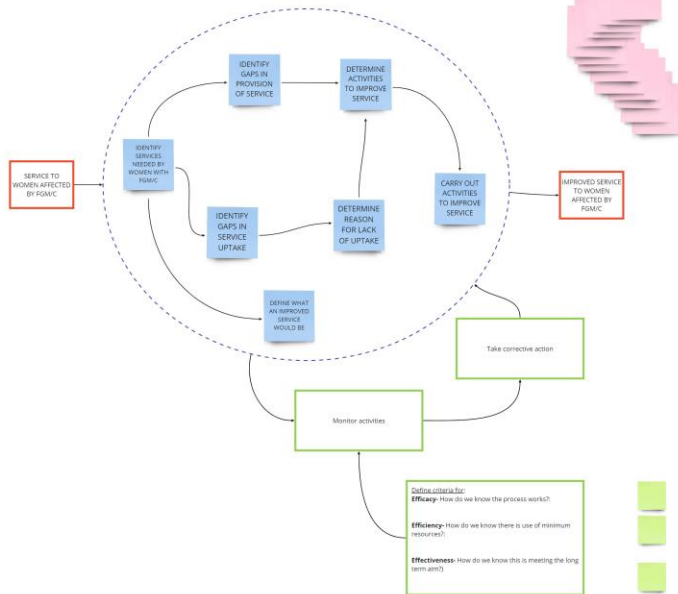 IDENTIFY
GAPS IN
PROVISION
OF SERVICE
DETERMINE
ACTIVITIES
TO IMPROVE
SERVICE
IDENTIFY
SERVICES
NEEDED BY
WOMEN WITH
FGM/C
SERVICE TO
WOMEN AFFECTED
BY FGM/C
CARRY OUT
ACTIVITIES
TO IMPROVE
SERVICE
IMPROVED SERVICE
TO WOMEN
AFFECTED BY
FGM/C
IDENTIFY
GAPS IN
SERVICE
UPTAKE
DETERMINE
REASON
FOR LACK
OF UPTAKE
DEFINE WHAT
AN IMPROVED
SERVICE
WOULD BE
Take corrective action
Monitor activities
Define criteria for:
Efficacy- How do we know the process works?:
Efficiency- How do we know there is use of minimum
resources?:
Effectiveness- How do we know this is meeting the long
term aim?)